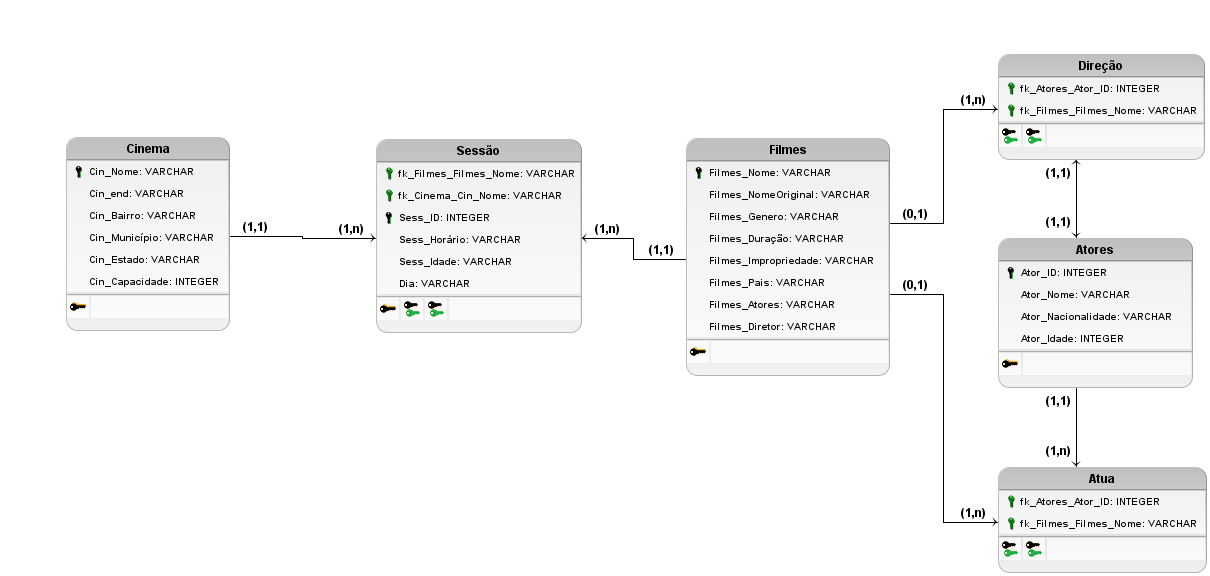 Cinema
Cin_Nome: VARCHAR
Cin_end: VARCHAR
Cin_Bairro: VARCHAR
Cin_Município: VARCHAR
Cin_Estado: VARCHAR
Cin_Capacidade: INTEGER
(1,1)
(1,n)
Sessão
fk_Filmes_Filmes_Nome: VARCHAR
fk_Cinema_Cin_Nome: VARCHAR
Sess_ID: INTEGER
Sess_Horário: VARCHAR
Sess_Idade: VARCHAR
Dia: VARCHAR
(1,n)
(1,1)
Filmes
Filmes_Nome: VARCHAR
Filmes_NomeOriginal: VARCHAR
Filmes_Genero: VARCHAR
Filmes_Duração: VARCHAR
Filmes_Impropriedade: VARCHAR
Filmes_Pais: VARCHAR
Filmes_Atores: VARCHAR
Filmes_Diretor: VARCHAR
(0,1)
(1,n)
(0,1)
(1,n)
Direção
fk_Atores_Ator_ID: INTEGER
fk_Filmes_Filmes_Nome: VARCHAR
(1,1)
(1,1)
Atores
Ator_ID: INTEGER
Ator_Nome: VARCHAR
Ator_Nacionalidade: VARCHAR
Ator_Idade: INTEGER
(1,1)
(1,n)
Atua
fk_Atores_Ator_ID: INTEGER
fk_Filmes_Filmes_Nome: VARCHAR